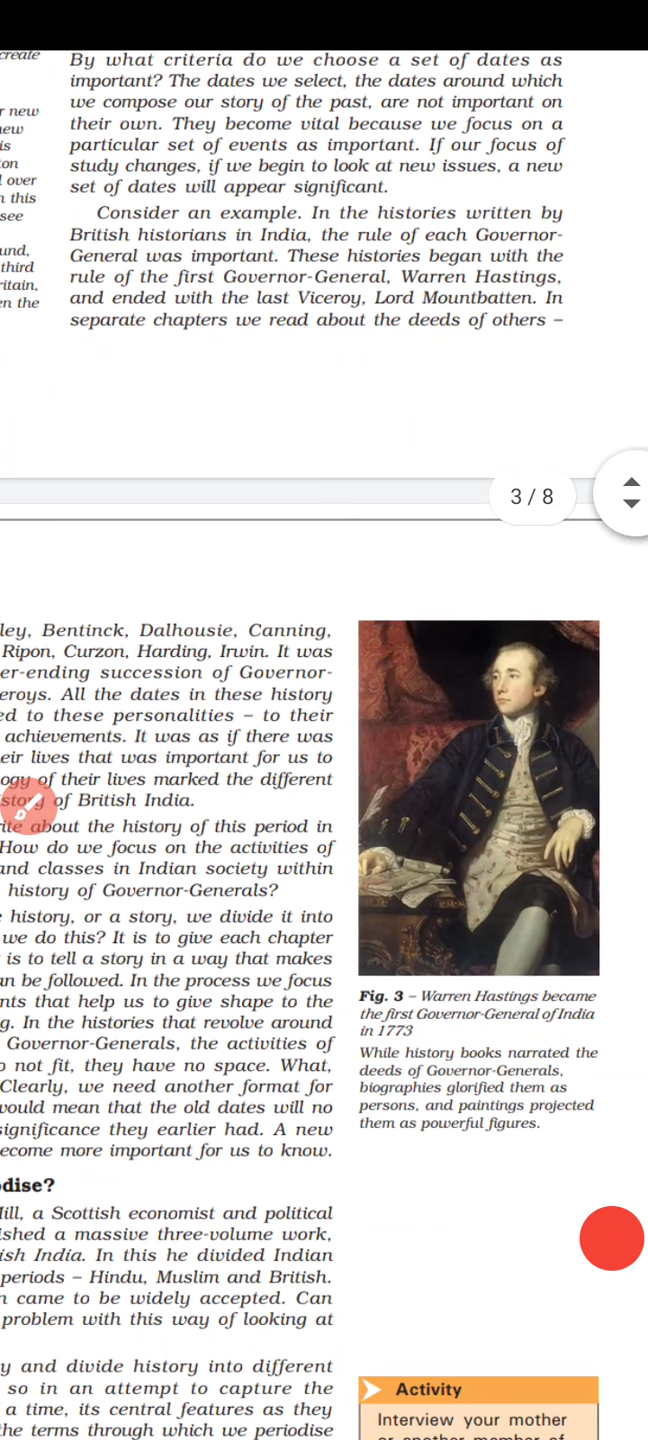 create
By what criteria do we choose a set of dates as
important? The dates we select, the dates around which
we compose our story of the past, are not important on
their own. They become vital because we focus on a
particular set of events as important. If our focus of
study changes, if we begin to look at new issues, a new
set of dates will appear significant.
Consider an example. In the histories written by
British historians in India, the rule of each Governor-
General was important. These histories began with the
rule of the first Governor-General, Warren Hastings,
and ended with the last Viceroy, Lord Mountbatten. In
separate chapters we read about the deeds of others –
r new
new
is
ton
l over
n this
see
und,
third
ritain,
en the
3 / 8
ley, Bentinck, Dalhousie, Canning,
Ripon, Curzon, Harding, Irwin. It was
er-ending succession of Governor-
eroys. All the dates in these history
ed to these personalities – to their
achievements. It was as if there was
eir lives that was important for us to
ogy of their lives marked the different
story of British India.
rite about the history of this period in
How do we focus on the activities of
and classes in Indian society within
history of Governor-Generals?
e history, or a story, we divide it into
we do this? It is to give each chapter
is to tell a story in a way that makes
an be followed. In the process we focus
nts that help us to give shape to the
g. In the histories that revolve around
Governor-Generals, the activities of
o not fit, they have no space. What,
Clearly, we need another format for
would mean that the old dates will no
significance they earlier had. A new
ecome more important for us to know.
odise?
Mill, a Scottish economist and political
ished a massive three-volume work,
ish India. In this he divided Indian
periods – Hindu, Muslim and British.
n came to be widely accepted. Can
problem with this way of looking at
y and divide history into different
so in an attempt to capture the
a time, its central features as they
the terms through which we periodise
Fig. 3 – Warren Hastings became
the first Governor-General of India
in 1773
While history books narrated the
deeds of Governor-Generals,
biographies glorified them as
persons, and paintings projected
them as powerful figures.
Activity
Interview your mother
or another member of